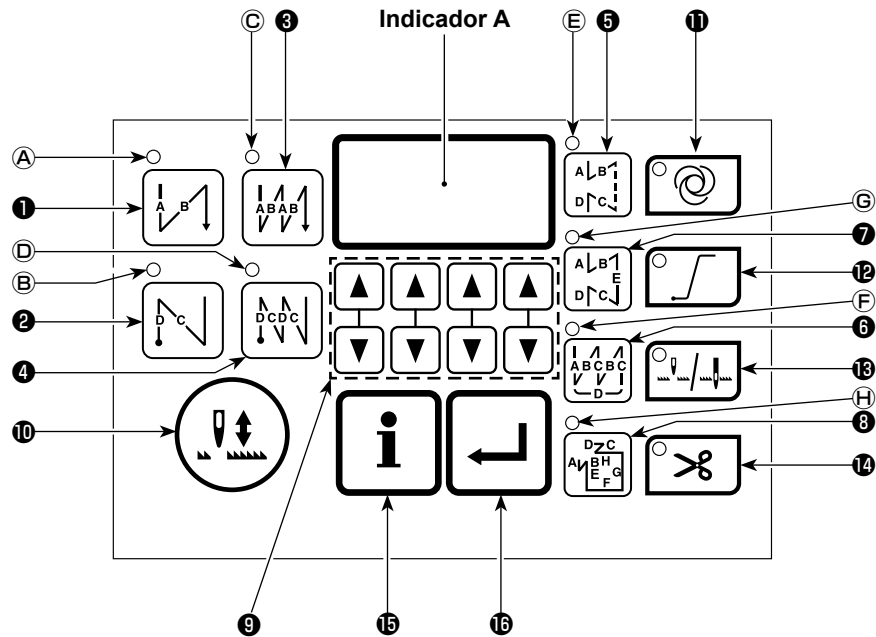 Ⓒ ❸ Indicador A Ⓔ ❺ ⓫
Ⓐ
❶ A B
A B A B
A B D C
Ⓖ
Ⓓ
❼ A B E D C
Ⓑ
⓬
❷ D C
D C D C
Ⓕ
❻ A B C B C D
❹
⓭
Ⓗ
❽ D Z C A N B H E G F
❿
i
⓮
❾ ⓯ ⓰